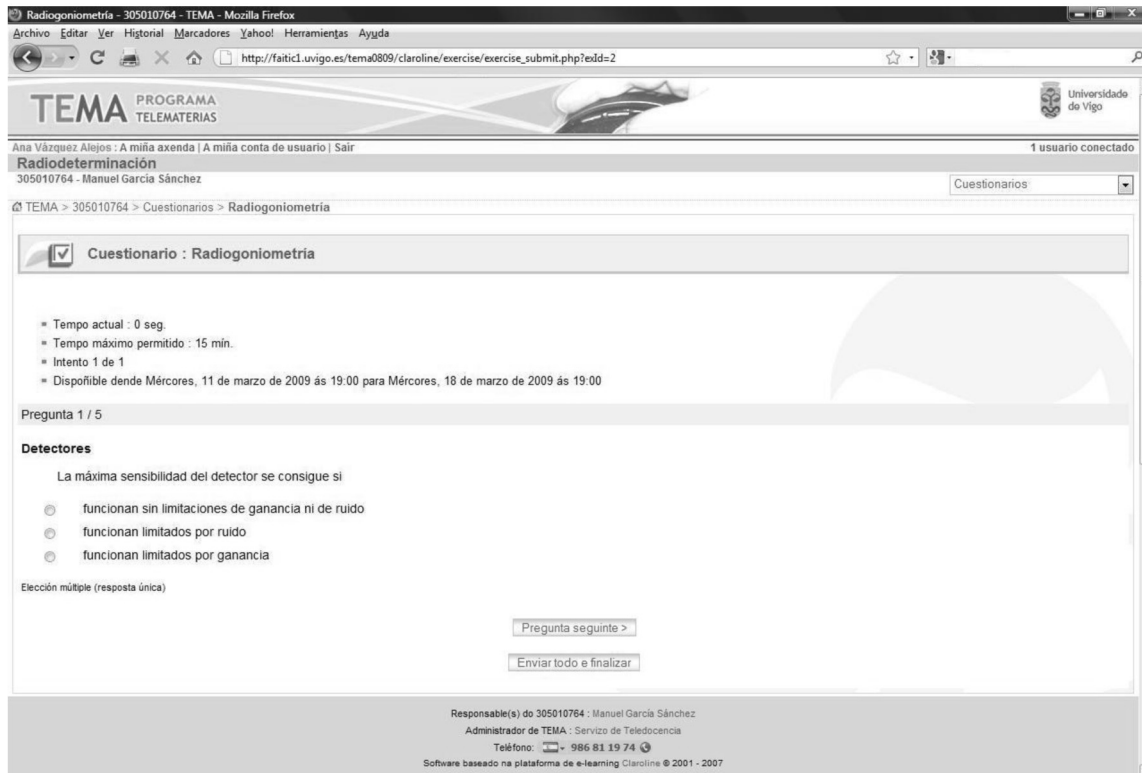 Radiogoniometría - 305010764 - TEMA - Mozilla Firefox
Archivo Editar Ver Historial Marcadores Yahoo! Herramientas Ayuda
http://faitic1.uvigo.es/tema0809/claroline/exercise/exercise_submit.php?exId=2
TEMA PROGRAMA TELEMATERIAS
Universidade de Vigo
Ana Vázquez Alejos : A miña axenda | A miña conta de usuario | Sair
1 usuario conectado
Radiodeterminación
305010764 - Manuel García Sánchez
Cuestionarios
TEMA > 305010764 > Cuestionarios > Radiogoniometría
Cuestionario : Radiogoniometría
Tempo actual : 0 seg.
Tempo máximo permitido : 15 mín.
Intento 1 de 1
Dispoñible dende Mércores, 11 de marzo de 2009 ás 19:00 para Mércores, 18 de marzo de 2009 ás 19:00
Pregunta 1 / 5
Detectores
La máxima sensibilidad del detector se consigue si
funcionan sin limitaciones de ganancia ni de ruido
funcionan limitados por ruido
funcionan limitados por ganancia
Elección múltiple (resposta única)
Pregunta seguinte >
Enviar todo e finalizar
Responsable(s) do 305010764 : Manuel García Sánchez
Administrador de TEMA : Servizo de Teledocencia
Teléfono: 986 81 19 74
Software baseado na plataforma de e-learning Claroline © 2001 - 2007